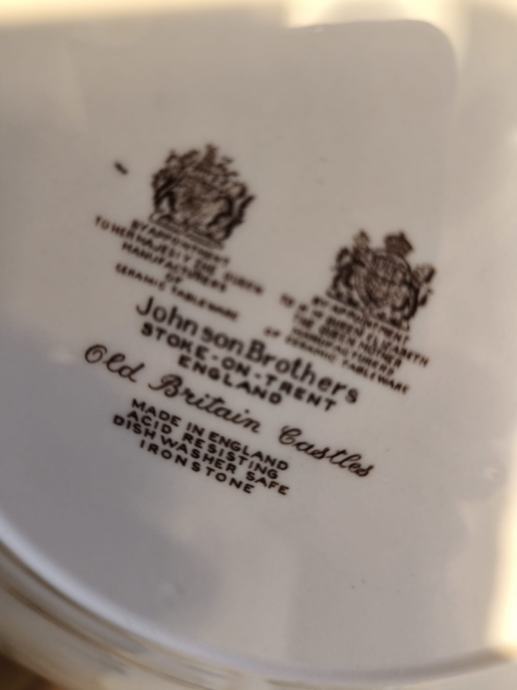 BY APPOINTMENT
TO HER MAJESTY THE QUEEN
MANUFACTURERS
OF
CERAMIC TABLEWARE
BY APPOINTMENT
TO H.M. QUEEN ELIZABETH
THE QUEEN MOTHER
MANUFACTURERS
OF CERAMIC TABLEWARE
Johnson Brothers
STOKE-ON-TRENT
ENGLAND
Old Britain Castles
MADE IN ENGLAND
ACID RESISTING
DISHWASHER SAFE
IRONSTONE